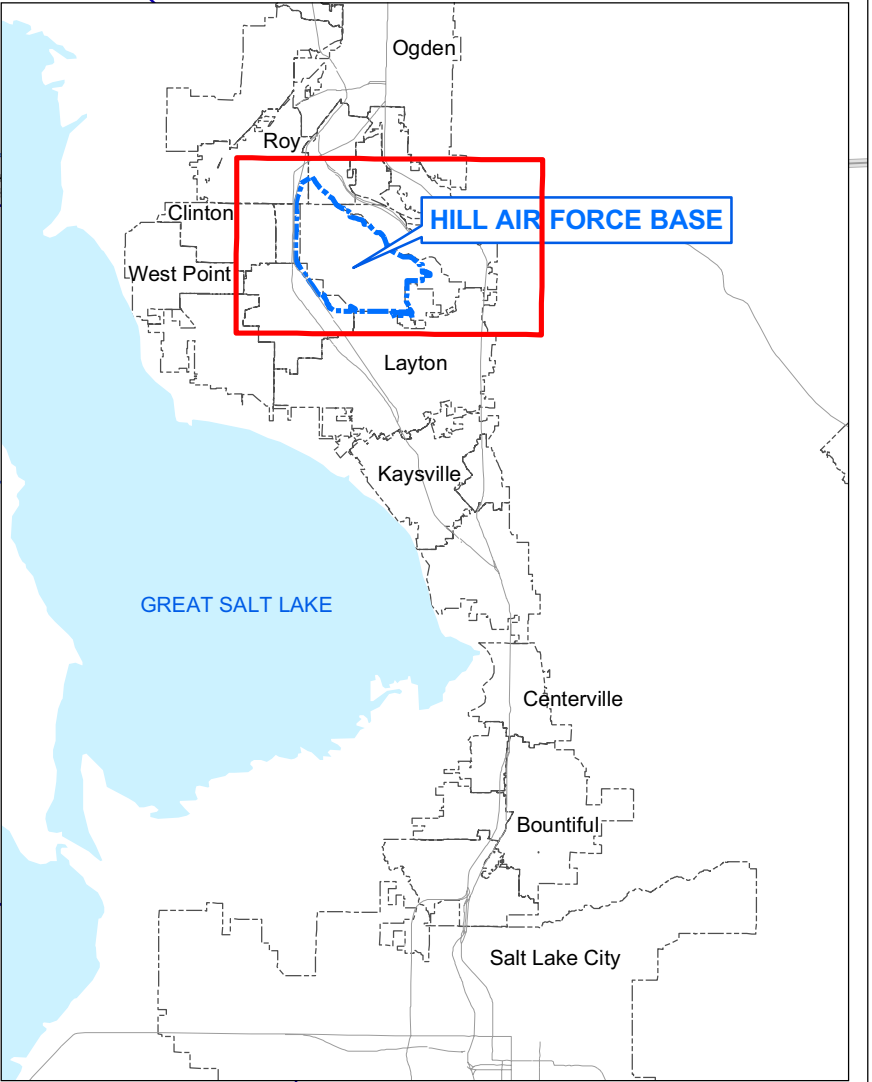 Ogden
Roy
Clinton
HILL AIR FORCE BASE
West Point
Layton
Kaysville
GREAT SALT LAKE
Centerville
Bountiful
Salt Lake City